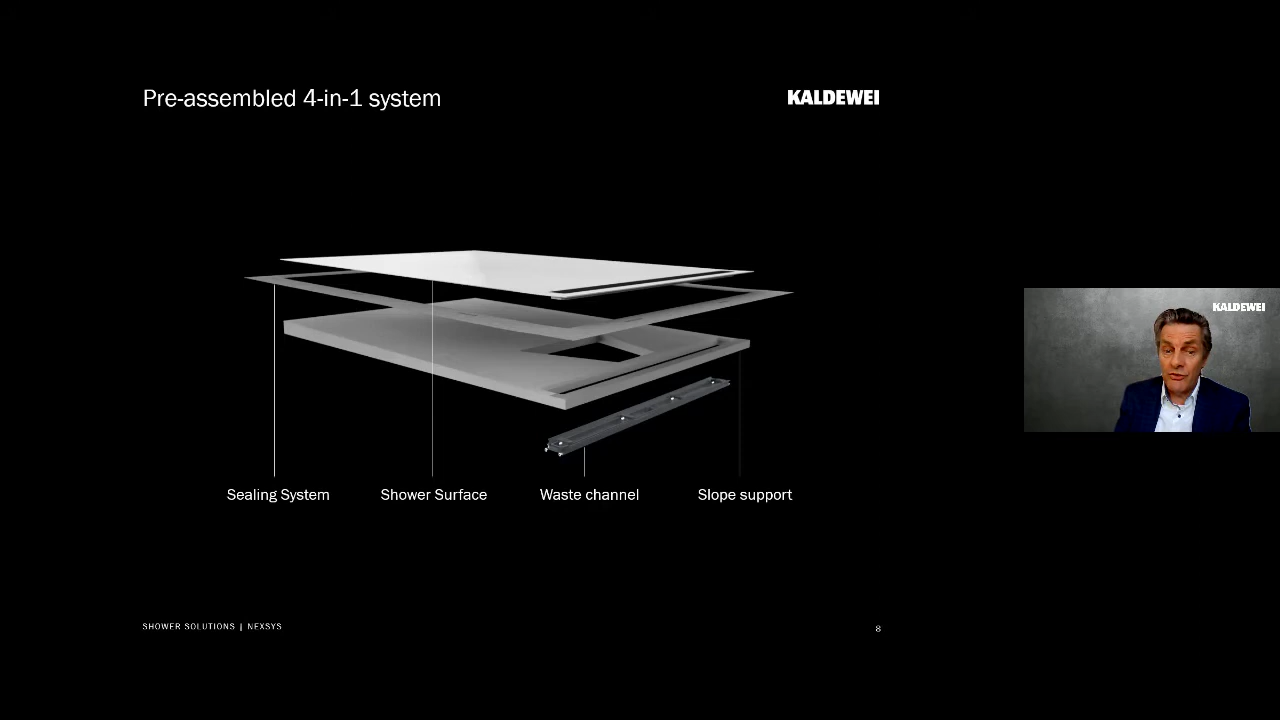 Pre-assembled 4-in-1 system
KALDEWEI
KALDEWEI
Sealing System
Shower Surface
Waste channel
Slope support
SHOWER SOLUTIONS | NEXSYS
8